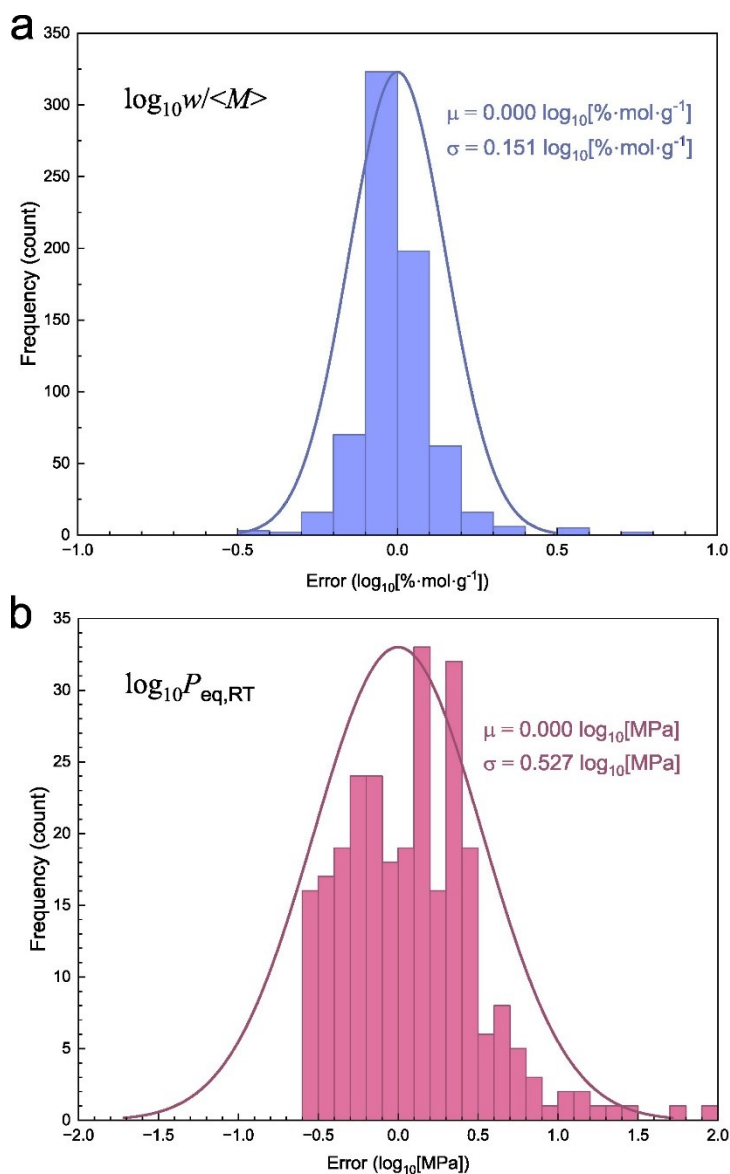 a
350
300
250
200
150
100
50
0
Frequency (count)
log₁₀w/<M>
μ = 0.000 log₁₀[%·mol·g⁻¹]
σ = 0.151 log₁₀[%·mol·g⁻¹]
−1.0 −0.5 0.0 0.5 1.0
Error (log₁₀[%·mol·g⁻¹])
b
35
30
25
20
15
10
5
0
Frequency (count)
log₁₀P eq,RT
μ = 0.000 log₁₀[MPa]
σ = 0.527 log₁₀[MPa]
−2.0 −1.5 −1.0 −0.5 0.0 0.5 1.0 1.5 2.0
Error (log₁₀[MPa])